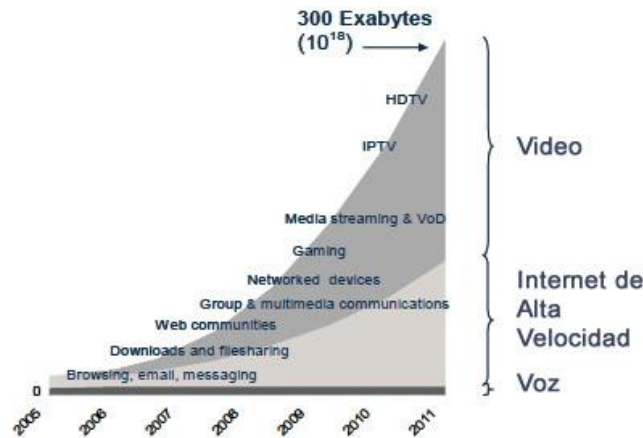 300 Exabytes
(10¹⁸)
HDTV
IPTV
Media streaming & VoD
Gaming
Networked devices
Group & multimedia communications
Web communities
Downloads and filesharing
Browsing, email, messaging
0
2005
2006
2007
2008
2009
2010
2011
Video
Internet de
Alta
Velocidad
Voz